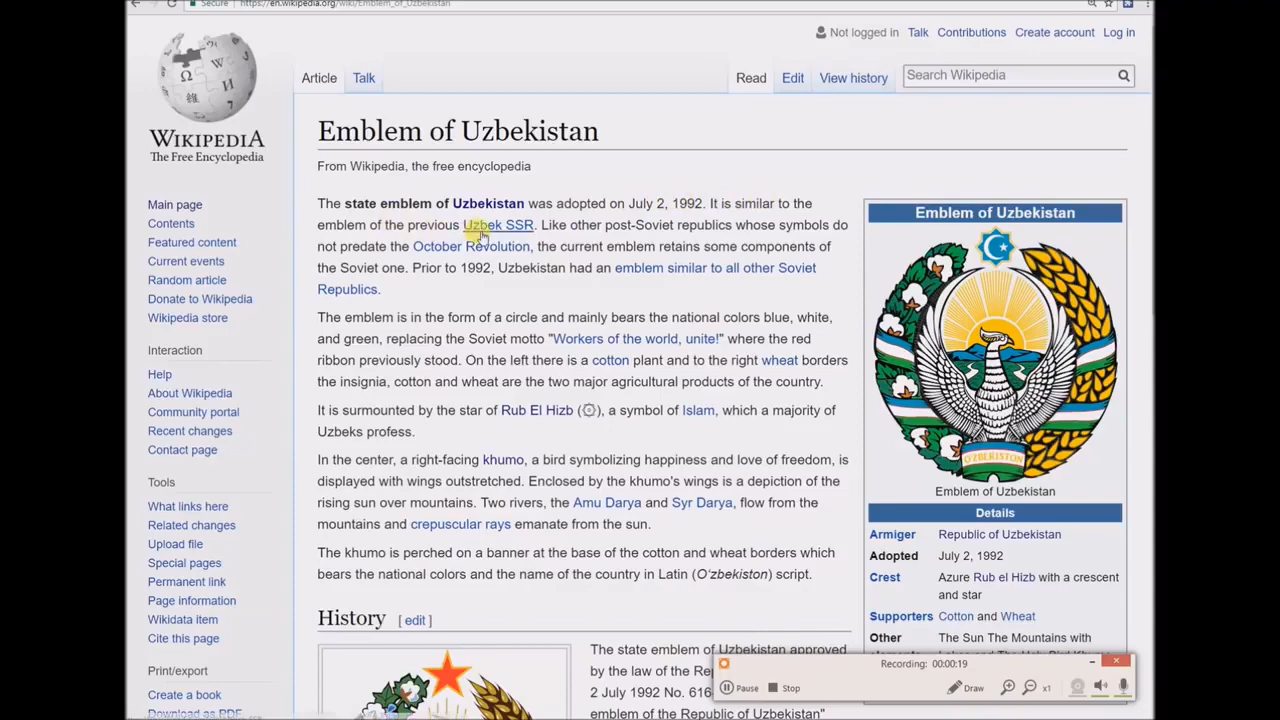 Secure https://en.wikipedia.org/wiki/Emblem_of_Uzbekistan
Not logged in Talk Contributions Create account Log in
Article Talk
Read Edit View history Search Wikipedia
WIKIPEDIA
The Free Encyclopedia
Main page
Contents
Featured content
Current events
Random article
Donate to Wikipedia
Wikipedia store
Interaction
Help
About Wikipedia
Community portal
Recent changes
Contact page
Tools
What links here
Related changes
Upload file
Special pages
Permanent link
Page information
Wikidata item
Cite this page
Print/export
Create a book
Download as PDF
Emblem of Uzbekistan
From Wikipedia, the free encyclopedia
The state emblem of Uzbekistan was adopted on July 2, 1992. It is similar to the
emblem of the previous Uzbek SSR. Like other post-Soviet republics whose symbols do
not predate the October Revolution, the current emblem retains some components of
the Soviet one. Prior to 1992, Uzbekistan had an emblem similar to all other Soviet
Republics.
The emblem is in the form of a circle and mainly bears the national colors blue, white,
and green, replacing the Soviet motto "Workers of the world, unite!" where the red
ribbon previously stood. On the left there is a cotton plant and to the right wheat borders
the insignia, cotton and wheat are the two major agricultural products of the country.
It is surmounted by the star of Rub El Hizb (۞), a symbol of Islam, which a majority of
Uzbeks profess.
In the center, a right-facing khumo, a bird symbolizing happiness and love of freedom, is
displayed with wings outstretched. Enclosed by the khumo's wings is a depiction of the
rising sun over mountains. Two rivers, the Amu Darya and Syr Darya, flow from the
mountains and crepuscular rays emanate from the sun.
The khumo is perched on a banner at the base of the cotton and wheat borders which
bears the national colors and the name of the country in Latin (Oʻzbekiston) script.
History [ edit ]
The state emblem of Uzbekistan approved
by the law of the Rep
2 July 1992 No. 616
emblem of the Republic of Uzbekistan"
Emblem of Uzbekistan
OʻZBEKISTON
Emblem of Uzbekistan
Details
Armiger Republic of Uzbekistan
Adopted July 2, 1992
Crest Azure Rub el Hizb with a crescent
and star
Supporters Cotton and Wheat
Other The Sun The Mountains with
Recording: 00:00:19
Pause Stop Draw x1